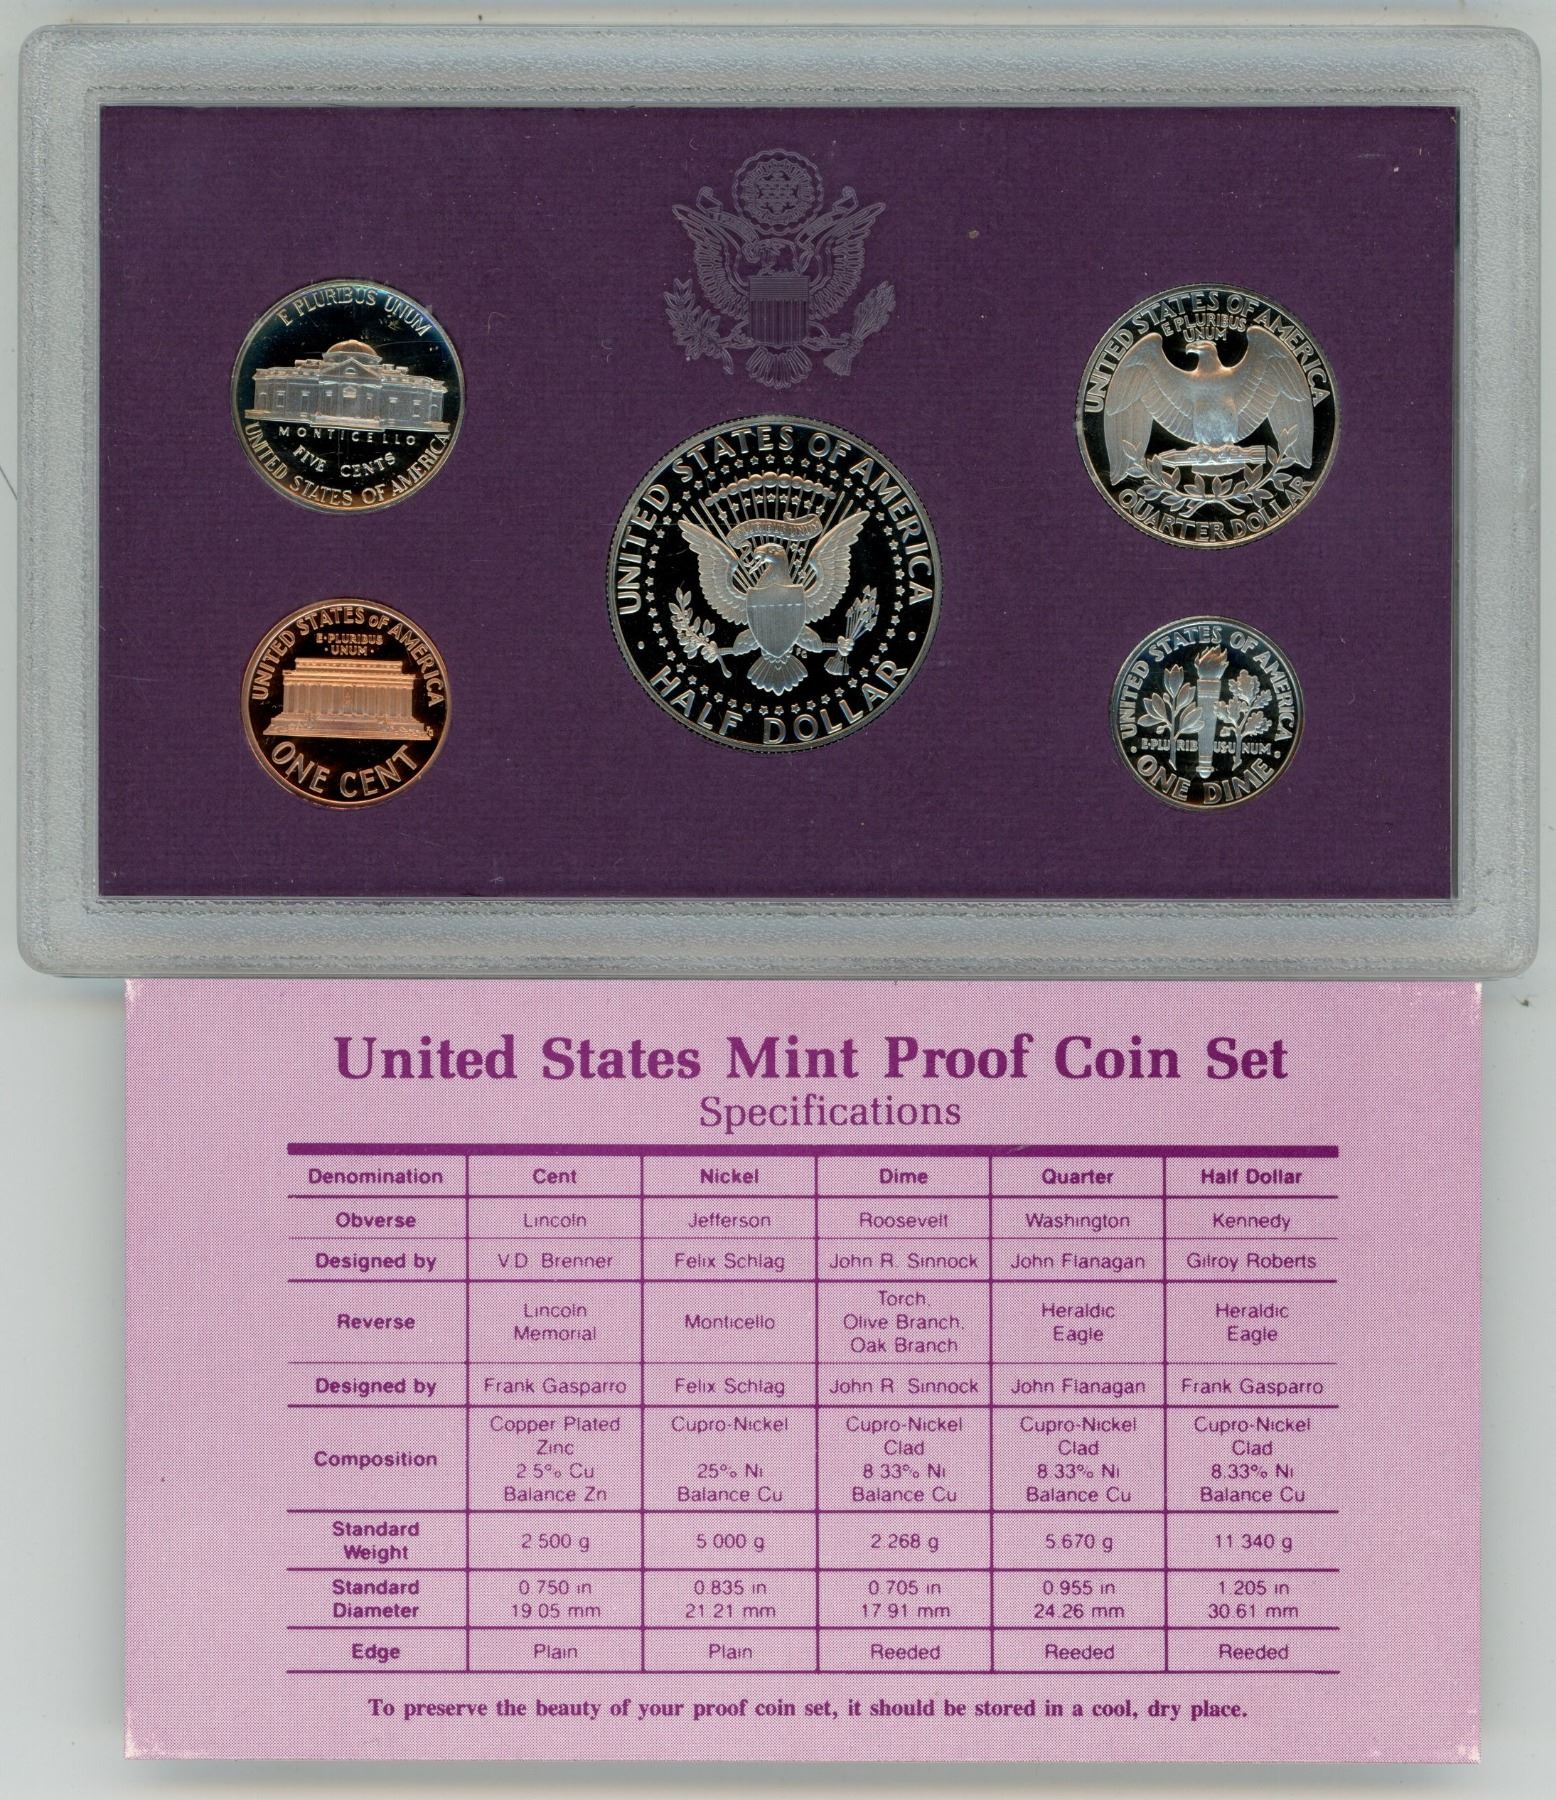 E PLURIBUS UNUM
MONTICELLO
FIVE CENTS
UNITED STATES OF AMERICA
UNITED STATES OF AMERICA
E PLURIBUS
UNUM
QUARTER DOLLAR
UNITED STATES OF AMERICA
HALF DOLLAR
FG
UNITED STATES OF AMERICA
E·PLURIBUS
·UNUM·
ONE CENT
UNITED STATES OF AMERICA
E·PLURIBUS·UNUM
ONE DIME
United States Mint Proof Coin Set
Specifications
Denomination Cent Nickel Dime Quarter Half Dollar
Obverse Lincoln Jefferson Roosevelt Washington Kennedy
Designed by V.D. Brenner Felix Schlag John R. Sinnock John Flanagan Gilroy Roberts
Reverse Lincoln Memorial Monticello Torch, Olive Branch, Oak Branch Heraldic Eagle Heraldic Eagle
Designed by Frank Gasparro Felix Schlag John R. Sinnock John Flanagan Frank Gasparro
Composition Copper Plated Zinc 2.5% Cu Balance Zn Cupro-Nickel 25% Ni Balance Cu Cupro-Nickel Clad 8.33% Ni Balance Cu Cupro-Nickel Clad 8.33% Ni Balance Cu Cupro-Nickel Clad 8.33% Ni Balance Cu
Standard Weight 2.500 g 5.000 g 2.268 g 5.670 g 11.340 g
Standard Diameter 0.750 in 19.05 mm 0.835 in 21.21 mm 0.705 in 17.91 mm 0.955 in 24.26 mm 1.205 in 30.61 mm
Edge Plain Plain Reeded Reeded Reeded
To preserve the beauty of your proof coin set, it should be stored in a cool, dry place.